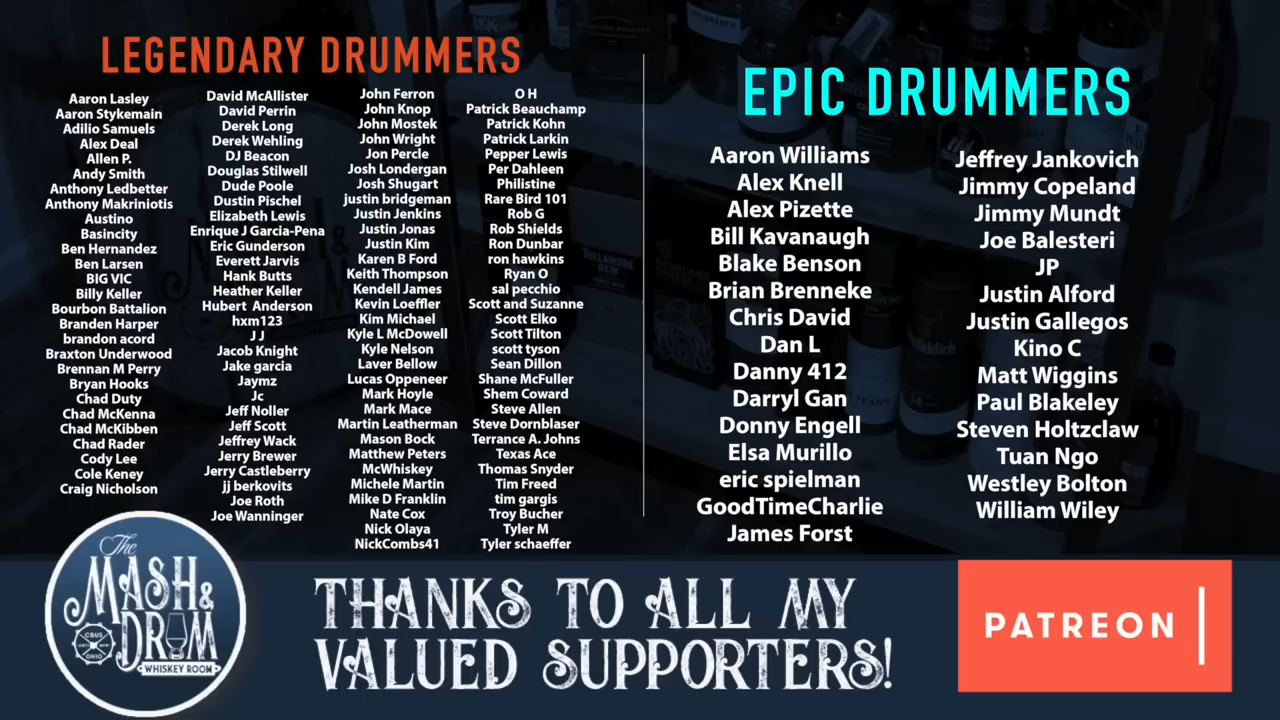 LEGENDARY DRUMMERS
Aaron Lasley
Aaron Stykemain
Adilio Samuels
Alex Deal
Allen P.
Andy Smith
Anthony Ledbetter
Anthony Makriniotis
Austino
Basincity
Ben Hernandez
Ben Larsen
BIG VIC
Billy Keller
Bourbon Battalion
Branden Harper
brandon acord
Braxton Underwood
Brennan M Perry
Bryan Hooks
Chad Duty
Chad McKenna
Chad McKibben
Chad Rader
Cody Lee
Cole Keney
Craig Nicholson
David McAllister
David Perrin
Derek Long
Derek Wehling
DJ Beacon
Douglas Stilwell
Dude Poole
Dustin Pischel
Elizabeth Lewis
Enrique J Garcia-Pena
Eric Gunderson
Everett Jarvis
Hank Butts
Heather Keller
Hubert Anderson
hxm123
J J
Jacob Knight
Jake garcia
Jaymz
Jc
Jeff Noller
Jeff Scott
Jeffrey Wack
Jerry Brewer
Jerry Castleberry
jj berkovits
Joe Roth
Joe Wanninger
John Ferron
John Knop
John Mostek
John Wright
Jon Percle
Josh Londergan
Josh Shugart
justin bridgeman
Justin Jenkins
Justin Jonas
Justin Kim
Karen B Ford
Keith Thompson
Kendell James
Kevin Loeffler
Kim Michael
Kyle L McDowell
Kyle Nelson
Laver Bellow
Lucas Oppeneer
Mark Hoyle
Mark Mace
Martin Leatherman
Mason Bock
Matthew Peters
McWhiskey
Michele Martin
Mike D Franklin
Nate Cox
Nick Olaya
NickCombs41
O H
Patrick Beauchamp
Patrick Kohn
Patrick Larkin
Pepper Lewis
Per Dahleen
Philistine
Rare Bird 101
Rob G
Rob Shields
Ron Dunbar
ron hawkins
Ryan O
sal pecchio
Scott and Suzanne
Scott Elko
Scott Tilton
scott tyson
Sean Dillon
Shane McFuller
Shem Coward
Steve Allen
Steve Dornblaser
Terrance A. Johns
Texas Ace
Thomas Snyder
Tim Freed
tim gargis
Troy Bucher
Tyler M
Tyler schaeffer
EPIC DRUMMERS
Aaron Williams
Alex Knell
Alex Pizette
Bill Kavanaugh
Blake Benson
Brian Brenneke
Chris David
Dan L
Danny 412
Darryl Gan
Donny Engell
Elsa Murillo
eric spielman
GoodTimeCharlie
James Forst
Jeffrey Jankovich
Jimmy Copeland
Jimmy Mundt
Joe Balesteri
JP
Justin Alford
Justin Gallegos
Kino C
Matt Wiggins
Paul Blakeley
Steven Holtzclaw
Tuan Ngo
Westley Bolton
William Wiley
The
MASH &
DRUM
CBUS
OHIO
WHISKEY ROOM
THANKS TO ALL MY
VALUED SUPPORTERS!
PATREON